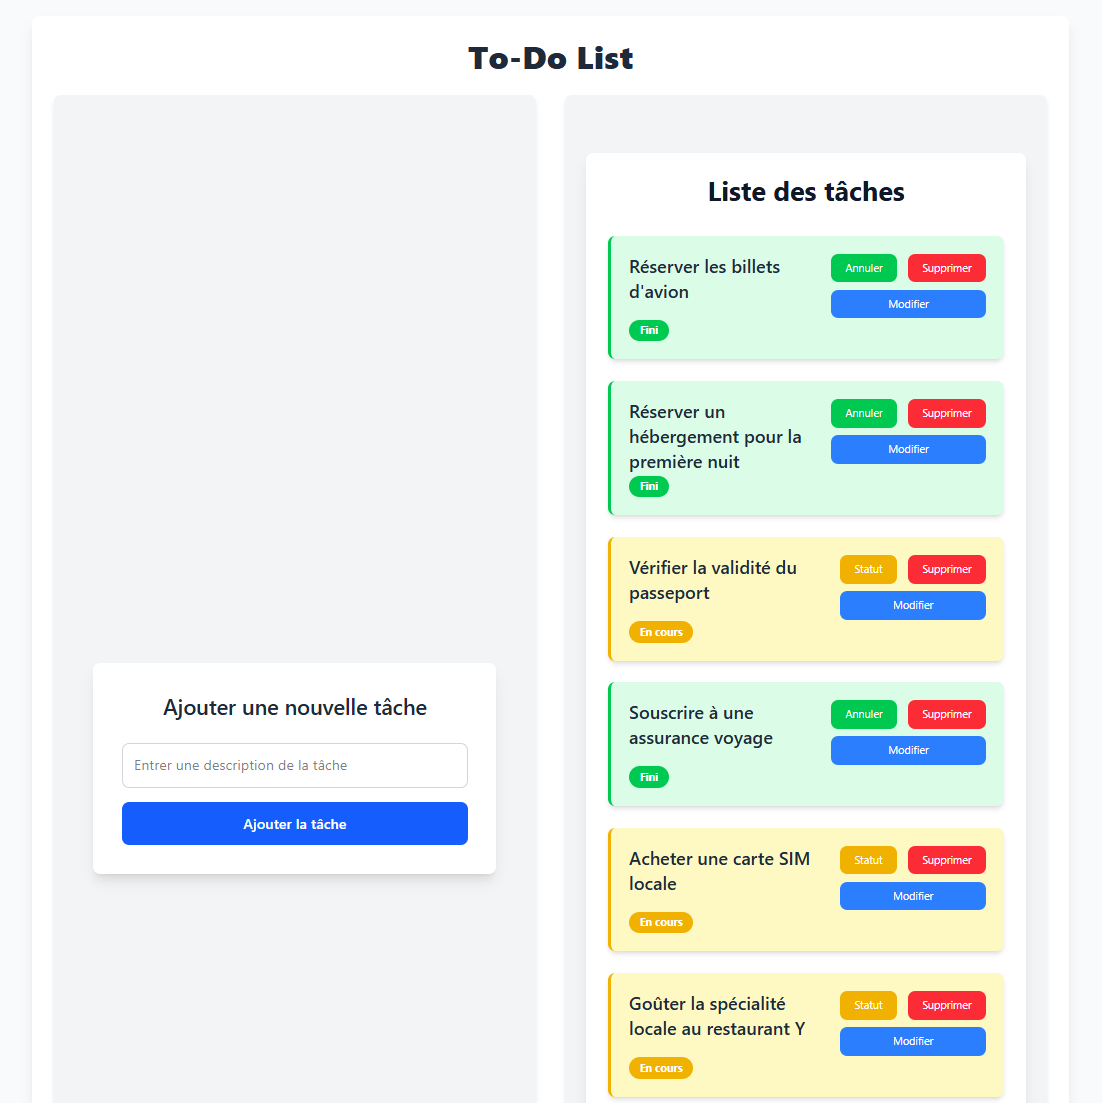 To-Do List
Ajouter une nouvelle tâche
Entrer une description de la tâche
Ajouter la tâche
Liste des tâches
Réserver les billets
d'avion
Fini
Annuler
Supprimer
Modifier
Réserver un
hébergement pour la
première nuit
Fini
Annuler
Supprimer
Modifier
Vérifier la validité du
passeport
En cours
Statut
Supprimer
Modifier
Souscrire à une
assurance voyage
Fini
Annuler
Supprimer
Modifier
Acheter une carte SIM
locale
En cours
Statut
Supprimer
Modifier
Goûter la spécialité
locale au restaurant Y
En cours
Statut
Supprimer
Modifier